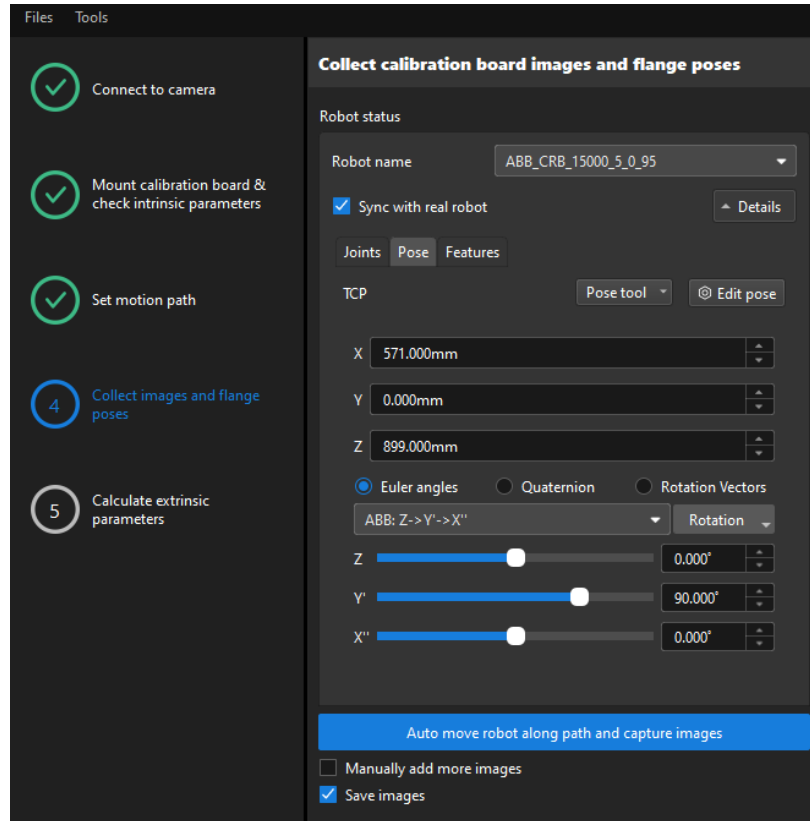 Files Tools
Connect to camera
Mount calibration board &
check intrinsic parameters
Set motion path
4
Collect images and flange
poses
5
Calculate extrinsic
parameters
Collect calibration board images and flange poses
Robot status
Robot name ABB_CRB_15000_5_0_95
Sync with real robot Details
Joints Pose Features
TCP Pose tool Edit pose
X 571.000mm
Y 0.000mm
Z 899.000mm
Euler angles Quaternion Rotation Vectors
ABB: Z->Y'->X'' Rotation
Z 0.000°
Y' 90.000°
X'' 0.000°
Auto move robot along path and capture images
Manually add more images
Save images